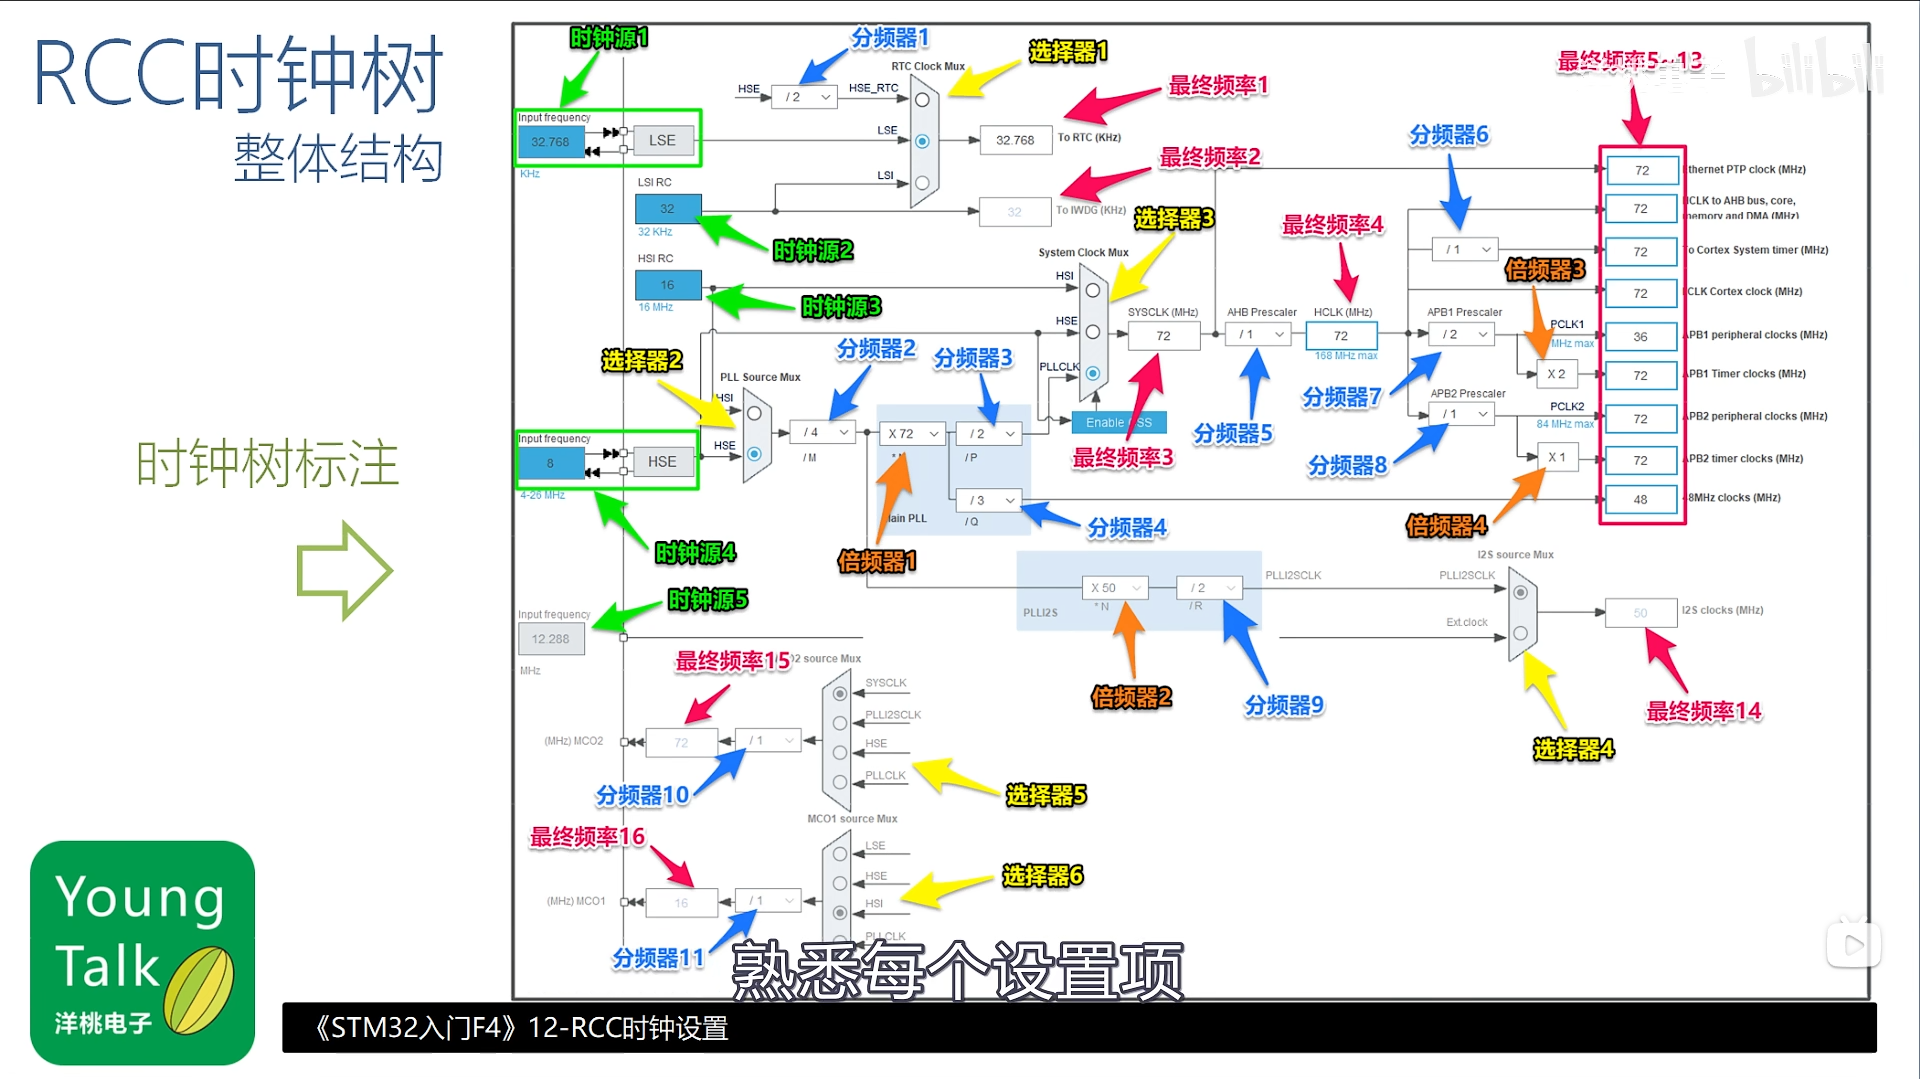 RCC时钟树
整体结构
时钟树标注
时钟源1
分频器1
选择器1
最终频率5~13
bilibili
RTC Clock Mux
HSE
/ 2
HSE_RTC
最终频率1
Input frequency
32.768
LSE
LSE
32.768
To RTC (KHz)
分频器6
KHz
最终频率2
LSI RC
LSI
32
32
To IWDG (KHz)
32 KHz
选择器3
最终频率4
时钟源2
72
Ethernet PTP clock (MHz)
72
HCLK to AHB bus, core,
memory and DMA (MHz)
/ 1
72
To Cortex System timer (MHz)
倍频器3
HSI RC
System Clock Mux
HSI
16
16 MHz
时钟源3
72
FCLK Cortex clock (MHz)
HSE
SYSCLK (MHz)
AHB Prescaler
HCLK (MHz)
APB1 Prescaler
72
/ 1
72
/ 2
PCLK1
MHz max
36
APB1 peripheral clocks (MHz)
168 MHz max
选择器2
分频器2
分频器3
PLLCLK
X 2
72
APB1 Timer clocks (MHz)
PLL Source Mux
HSI
分频器7
APB2 Prescaler
/ 1
PCLK2
84 MHz max
72
APB2 peripheral clocks (MHz)
Enable CSS
分频器5
Input frequency
8
HSE
HSE
/ 4
/ M
X 72
* N
/ 2
/ P
最终频率3
分频器8
X 1
72
APB2 timer clocks (MHz)
4-26 MHz
/ 3
/ Q
Main PLL
48
48MHz clocks (MHz)
分频器4
倍频器4
时钟源4
倍频器1
I2S source Mux
PLLI2SCLK
PLLI2SCLK
X 50
* N
/ 2
/ R
PLLI2S
时钟源5
Input frequency
12.288
MHz
Ext.clock
50
I2S clocks (MHz)
倍频器2
分频器9
最终频率14
选择器4
最终频率15
MCO2 source Mux
SYSCLK
PLLI2SCLK
HSE
PLLCLK
(MHz) MCO2
72
/ 1
分频器10
选择器5
最终频率16
MCO1 source Mux
LSE
HSE
HSI
PLLCLK
(MHz) MCO1
16
/ 1
选择器6
分频器11
熟悉每个设置项
Young
Talk
洋桃电子
《STM32入门F4》12-RCC时钟设置